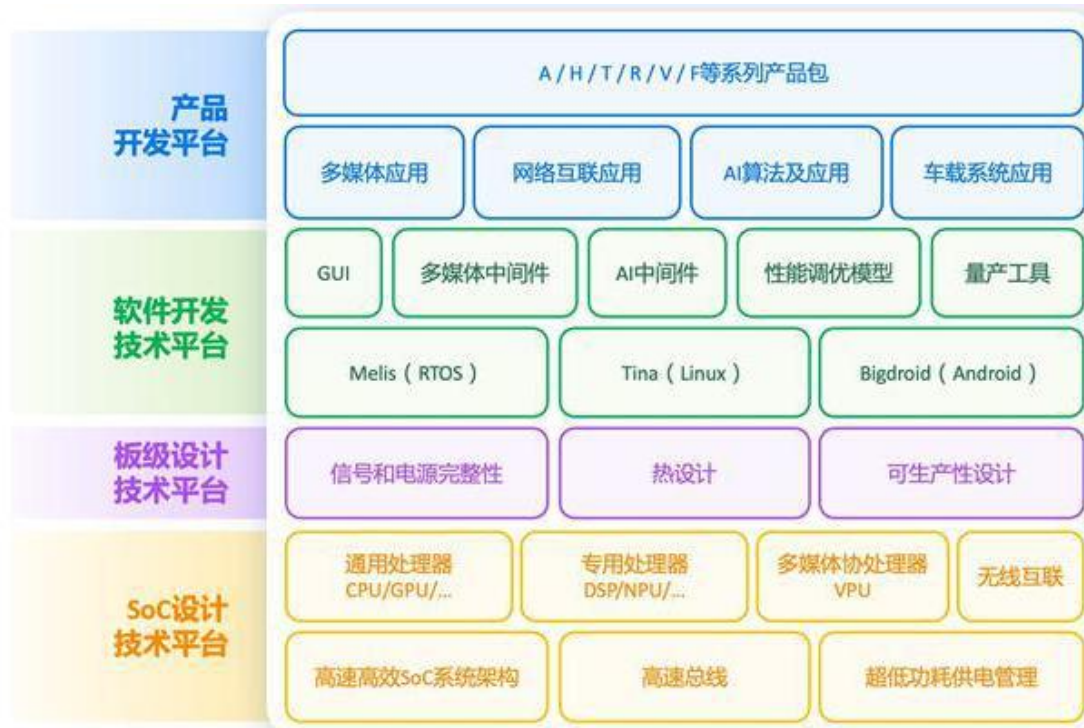 产品
开发平台
A / H / T / R / V / F等系列产品包
多媒体应用
网络互联应用
AI算法及应用
车载系统应用
软件开发
技术平台
GUI
多媒体中间件
AI中间件
性能调优模型
量产工具
Melis（RTOS）
Tina（Linux）
Bigdroid（Android）
板级设计
技术平台
信号和电源完整性
热设计
可生产性设计
SoC设计
技术平台
通用处理器
CPU/GPU/...
专用处理器
DSP/NPU/...
多媒体协处理器
VPU
无线互联
高速高效SoC系统架构
高速总线
超低功耗供电管理